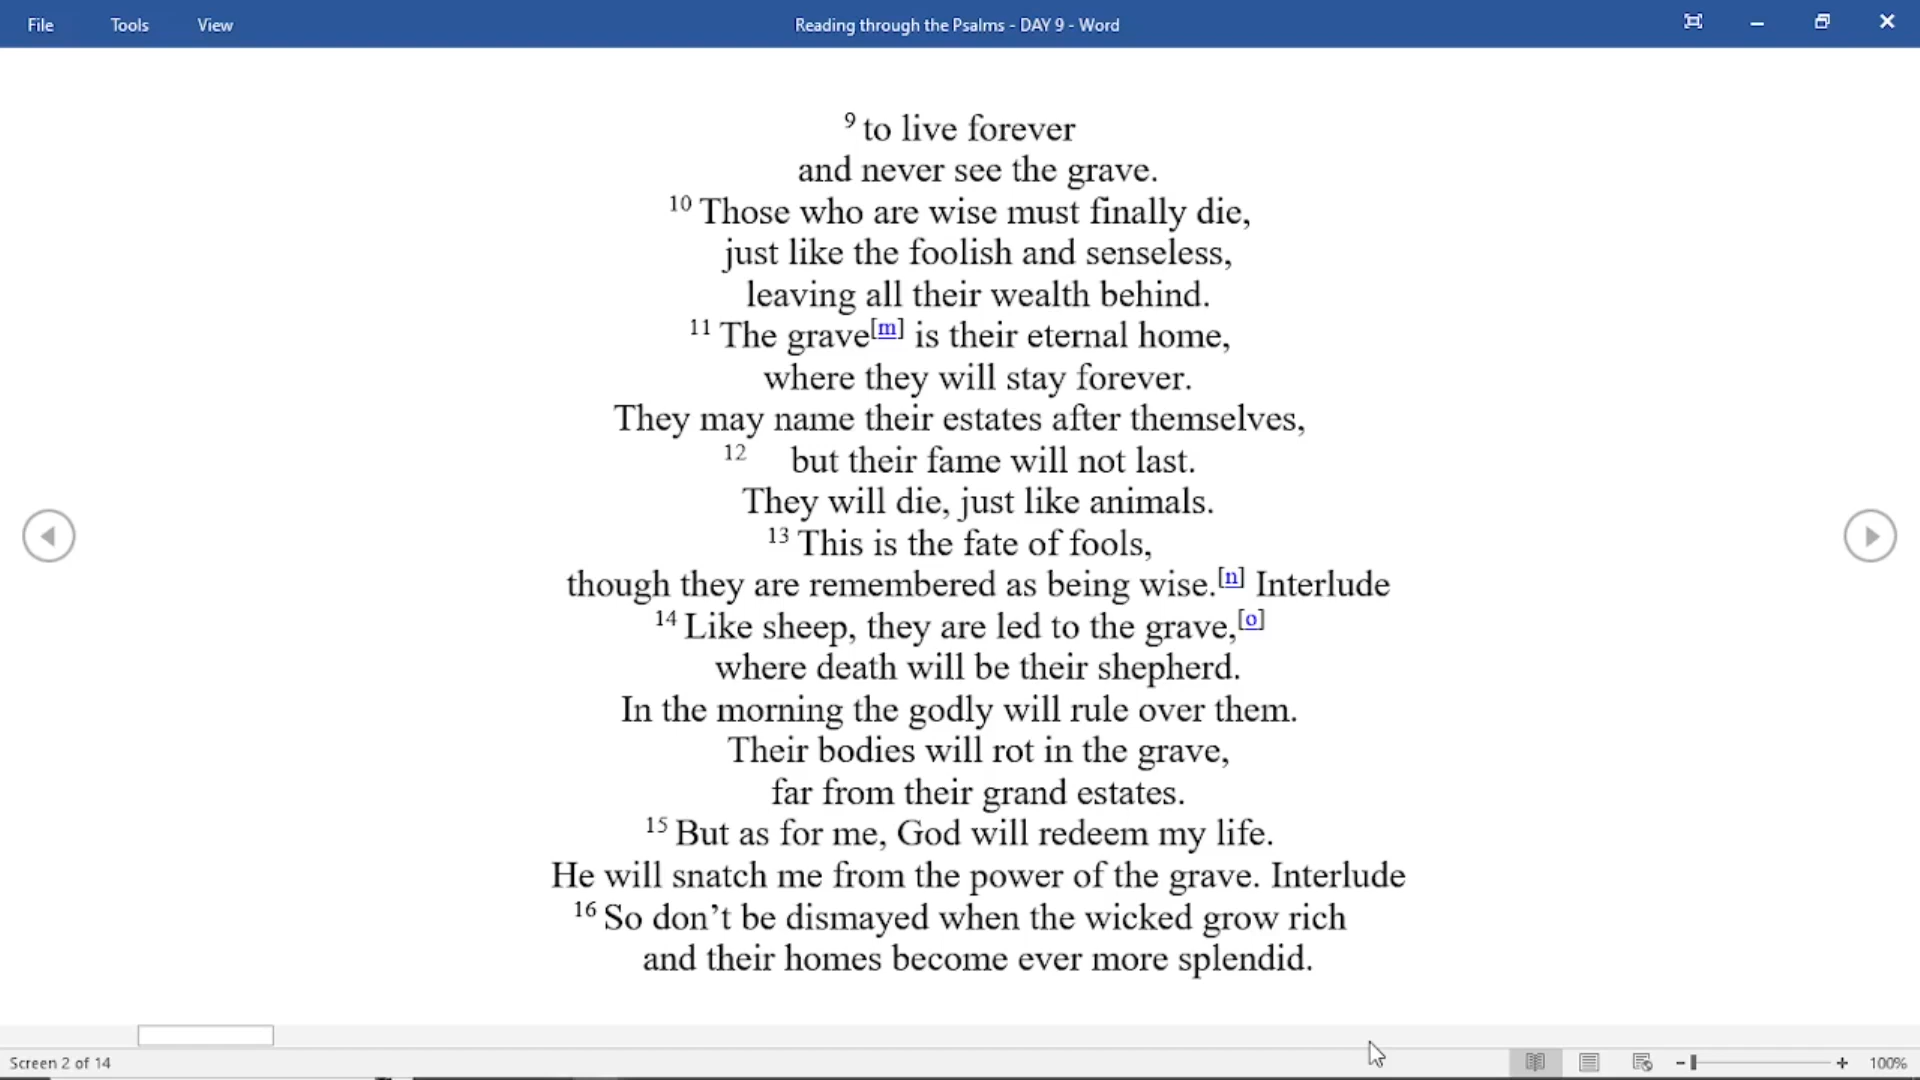 File Tools View Reading through the Psalms - DAY 9 - Word
9 to live forever
and never see the grave.
10 Those who are wise must finally die,
just like the foolish and senseless,
leaving all their wealth behind.
11 The grave[m] is their eternal home,
where they will stay forever.
They may name their estates after themselves,
12 but their fame will not last.
They will die, just like animals.
13 This is the fate of fools,
though they are remembered as being wise.[n] Interlude
14 Like sheep, they are led to the grave,[o]
where death will be their shepherd.
In the morning the godly will rule over them.
Their bodies will rot in the grave,
far from their grand estates.
15 But as for me, God will redeem my life.
He will snatch me from the power of the grave. Interlude
16 So don’t be dismayed when the wicked grow rich
and their homes become ever more splendid.
Screen 2 of 14 100%